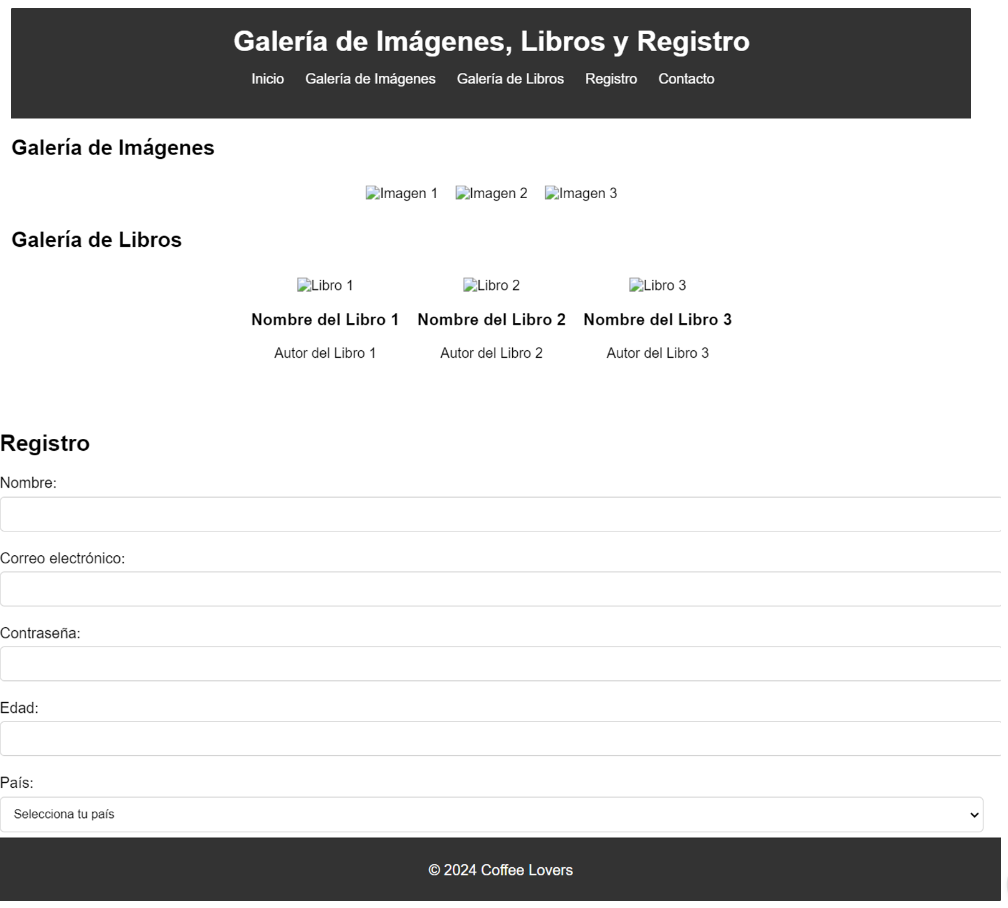 Galería de Imágenes, Libros y Registro
Inicio Galería de Imágenes Galería de Libros Registro Contacto
Galería de Imágenes
Imagen 1 Imagen 2 Imagen 3
Galería de Libros
Libro 1 Libro 2 Libro 3
Nombre del Libro 1 Nombre del Libro 2 Nombre del Libro 3
Autor del Libro 1 Autor del Libro 2 Autor del Libro 3
Registro
Nombre:
Correo electrónico:
Contraseña:
Edad:
País:
Selecciona tu país
© 2024 Coffee Lovers